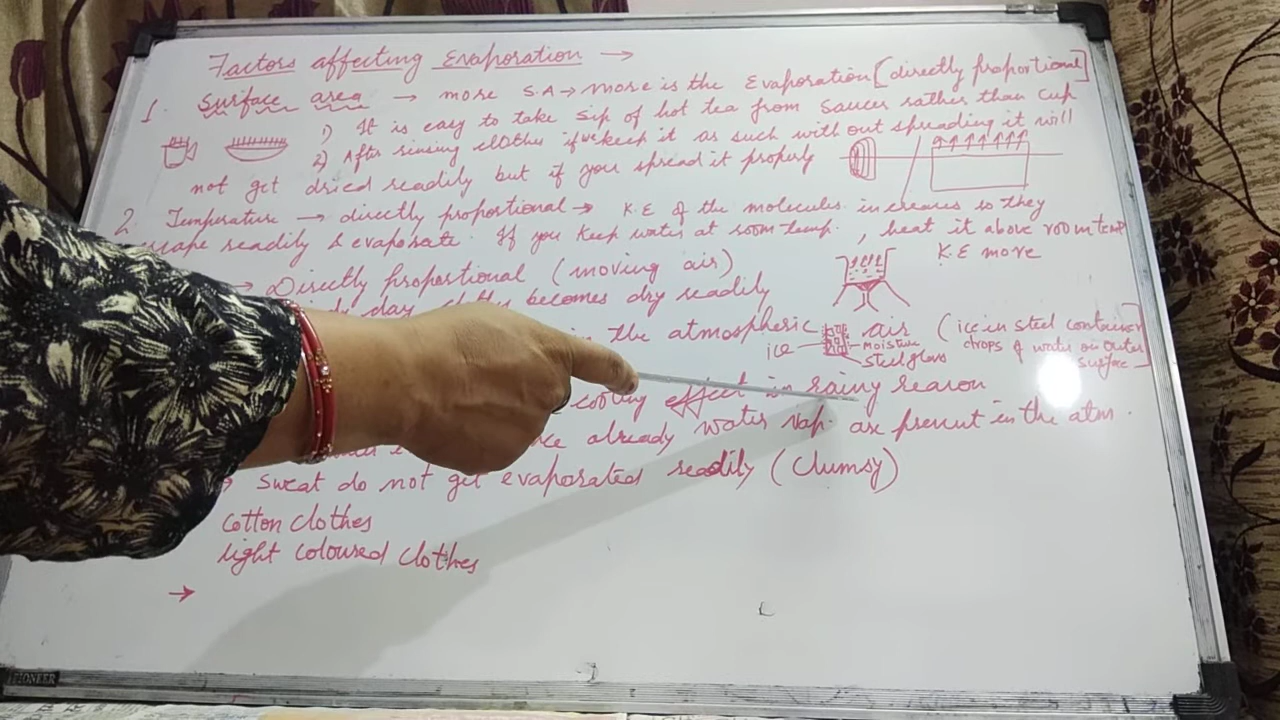 Factors affecting Evaporation →
1. Surface area → more S.A → more is the Evaporation [directly proportional]
1) It is easy to take sip of hot tea from saucer rather than cup
2) After rinsing clothes if we keep it as such with out spreading it will
not get dried readily but if you spread it properly
2. Temperature → directly proportional → K.E of the molecules increases so they
escape readily & evaporate. If you keep water at room temp., heat it above room temp
K.E more
→ Directly proportional (moving air)
day clothes becomes dry readily
in the atmospheric air (ice in steel container
ice moisture drops of water on outer
steel glass surface]
cooling effect in rainy season
already water vap. are present in the atm.
→ Sweat do not get evaporated readily (Clumsy)
Cotton clothes
light coloured clothes
→
PIONEER